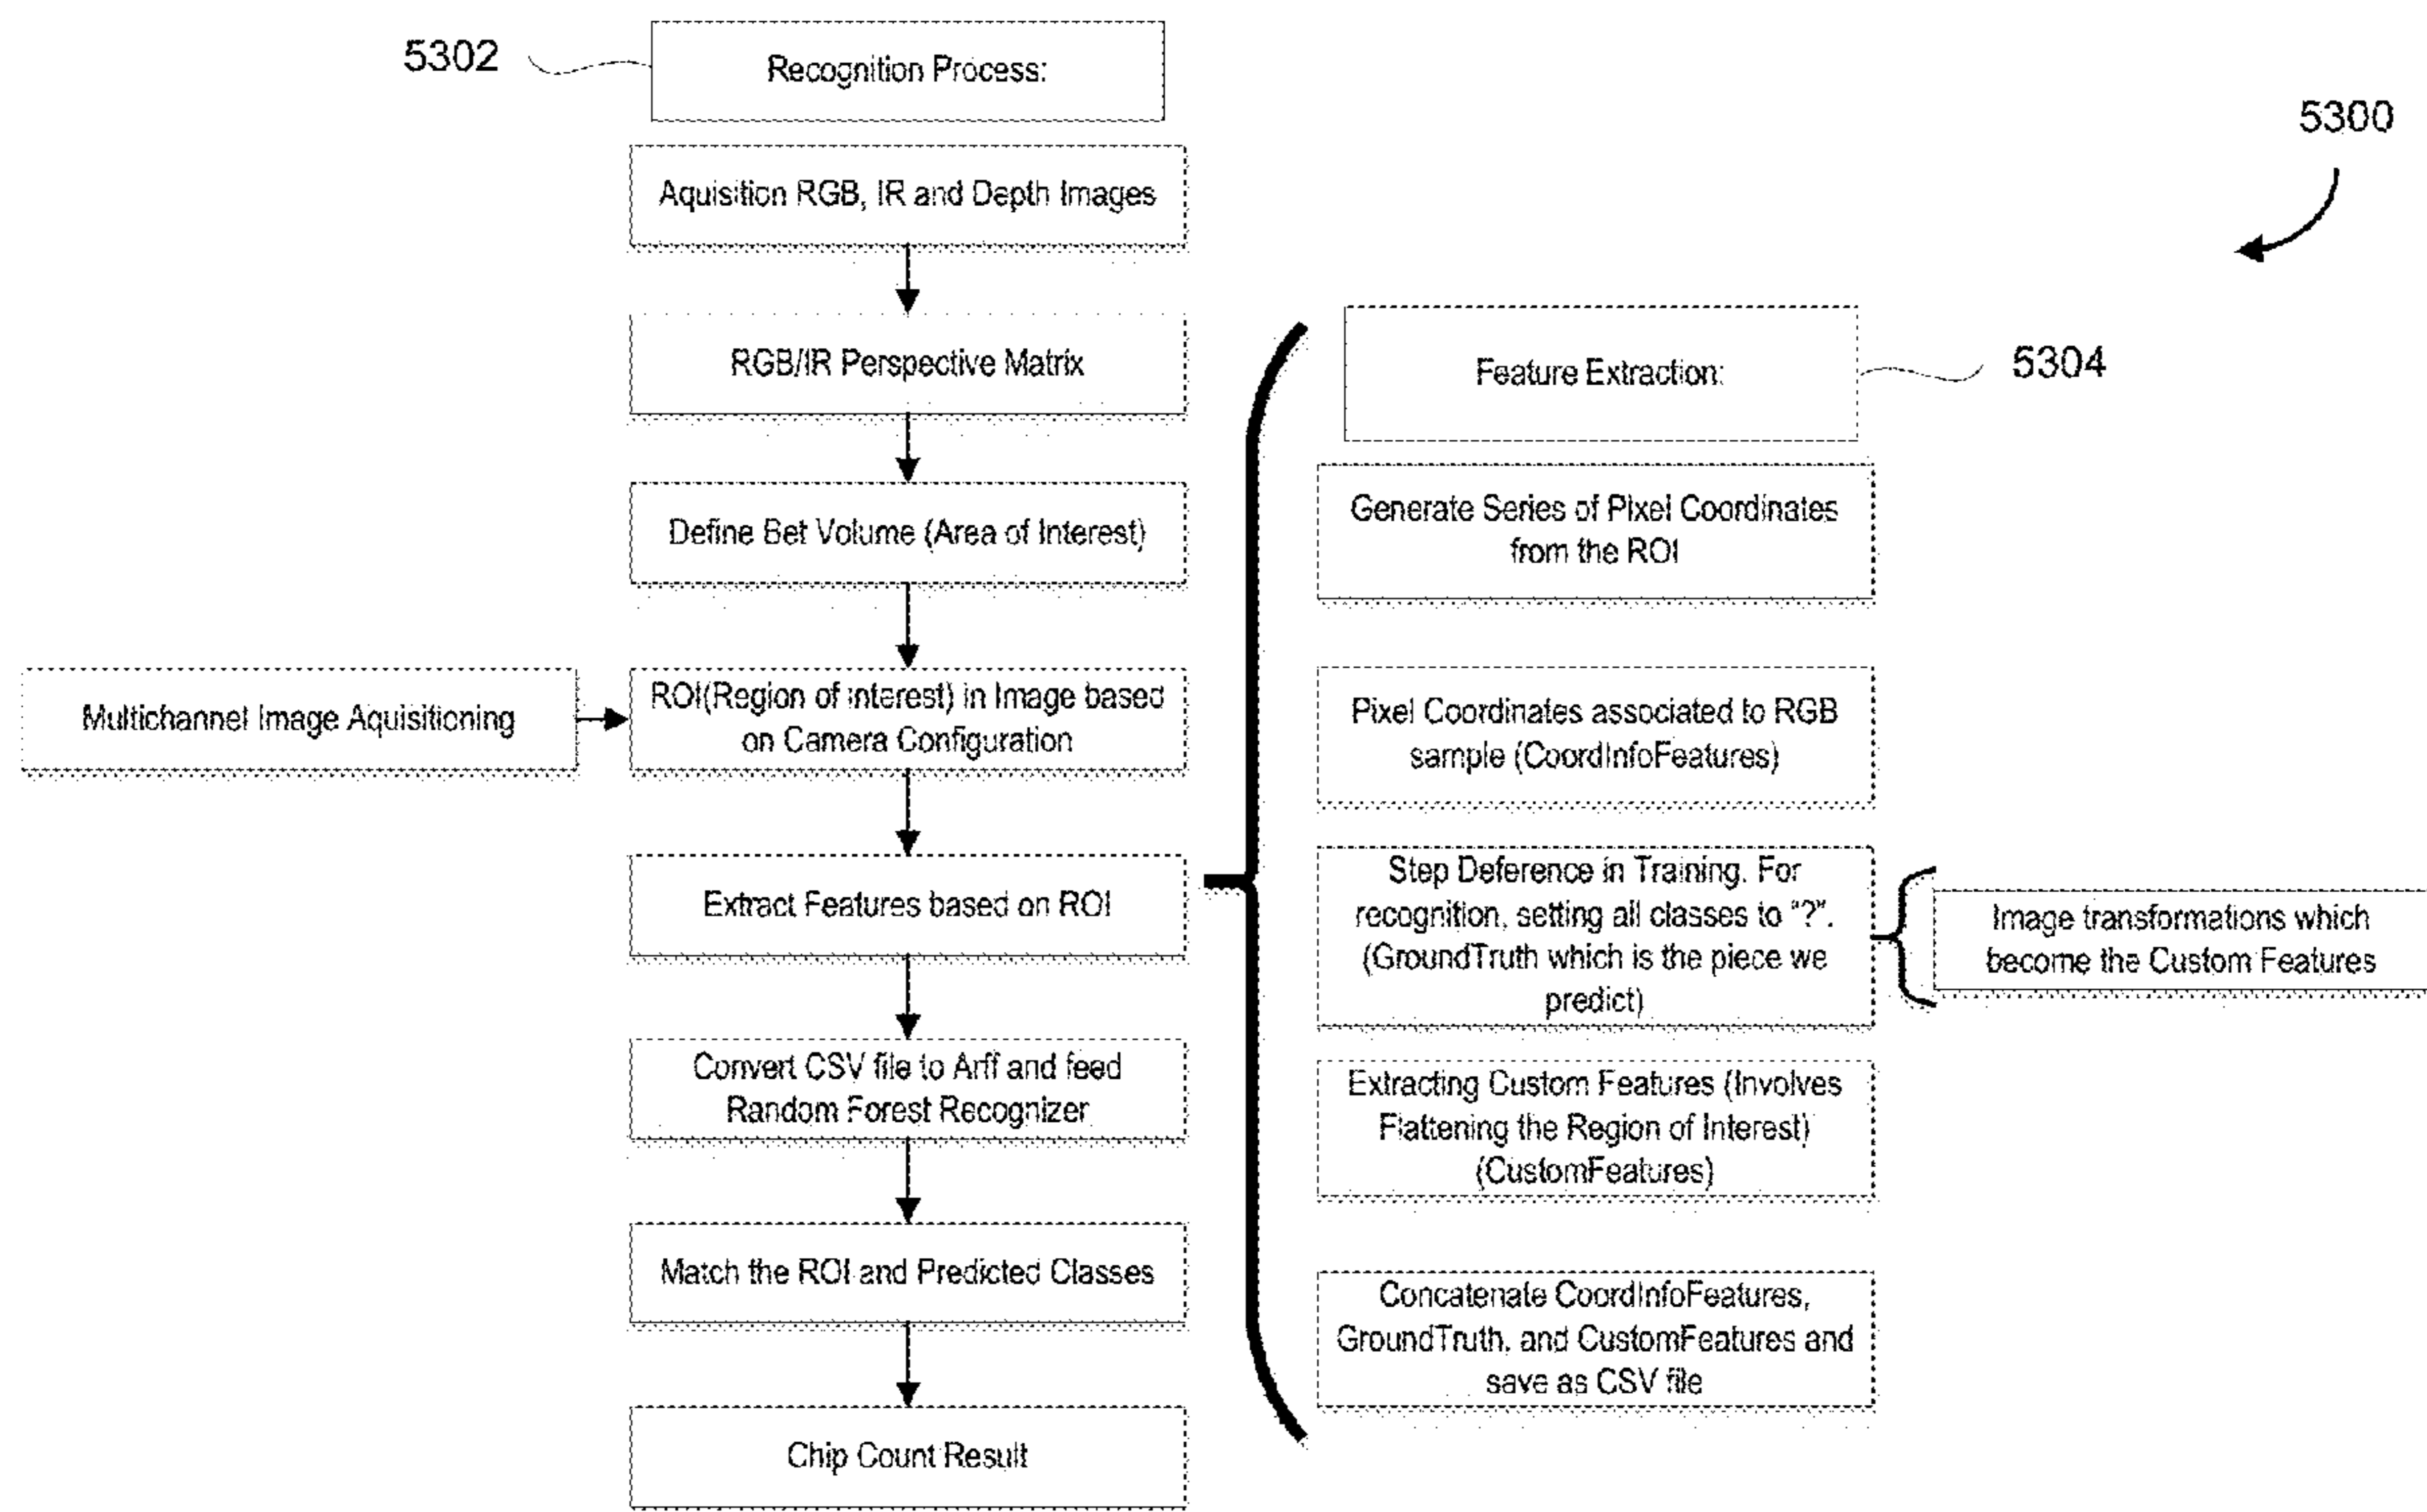 5302
Recognition Process:
5300
Aquisition RGB, IR and Depth Images
RGB/IR Perspective Matrix
Define Bet Volume (Area of Interest)
Multichannel Image Aquisitioning
ROI(Region of interest) in Image based
on Camera Configuration
Extract Features based on ROI
Convert CSV file to Arff and feed
Random Forest Recognizer
Match the ROI and Predicted Classes
Chip Count Result
Feature Extraction:
5304
Generate Series of Pixel Coordinates
from the ROI
Pixel Coordinates associated to RGB
sample (CoordInfoFeatures)
Step Deference in Training. For
recognition, setting all classes to "?".
(GroundTruth which is the piece we
predict)
Image transformations which
become the Custom Features
Extracting Custom Features (Involves
Flattening the Region of Interest)
(CustomFeatures)
Concatenate CoordInfoFeatures,
GroundTruth, and CustomFeatures and
save as CSV file